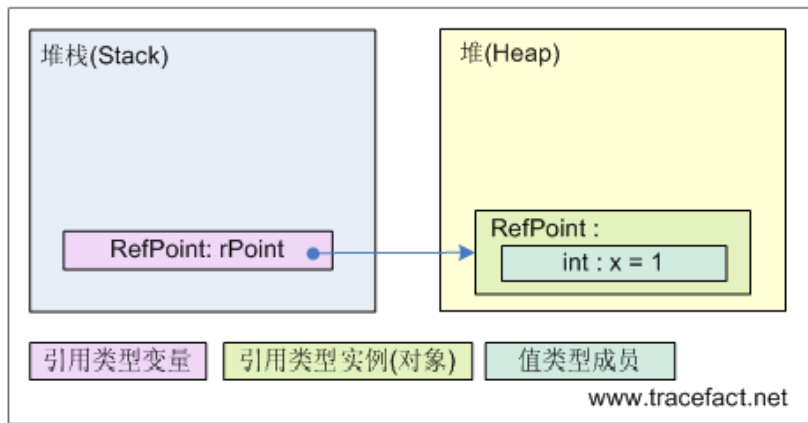 堆栈(Stack)
堆(Heap)
RefPoint: rPoint
RefPoint :
int : x = 1
引用类型变量
引用类型实例(对象)
值类型成员
www.tracefact.net